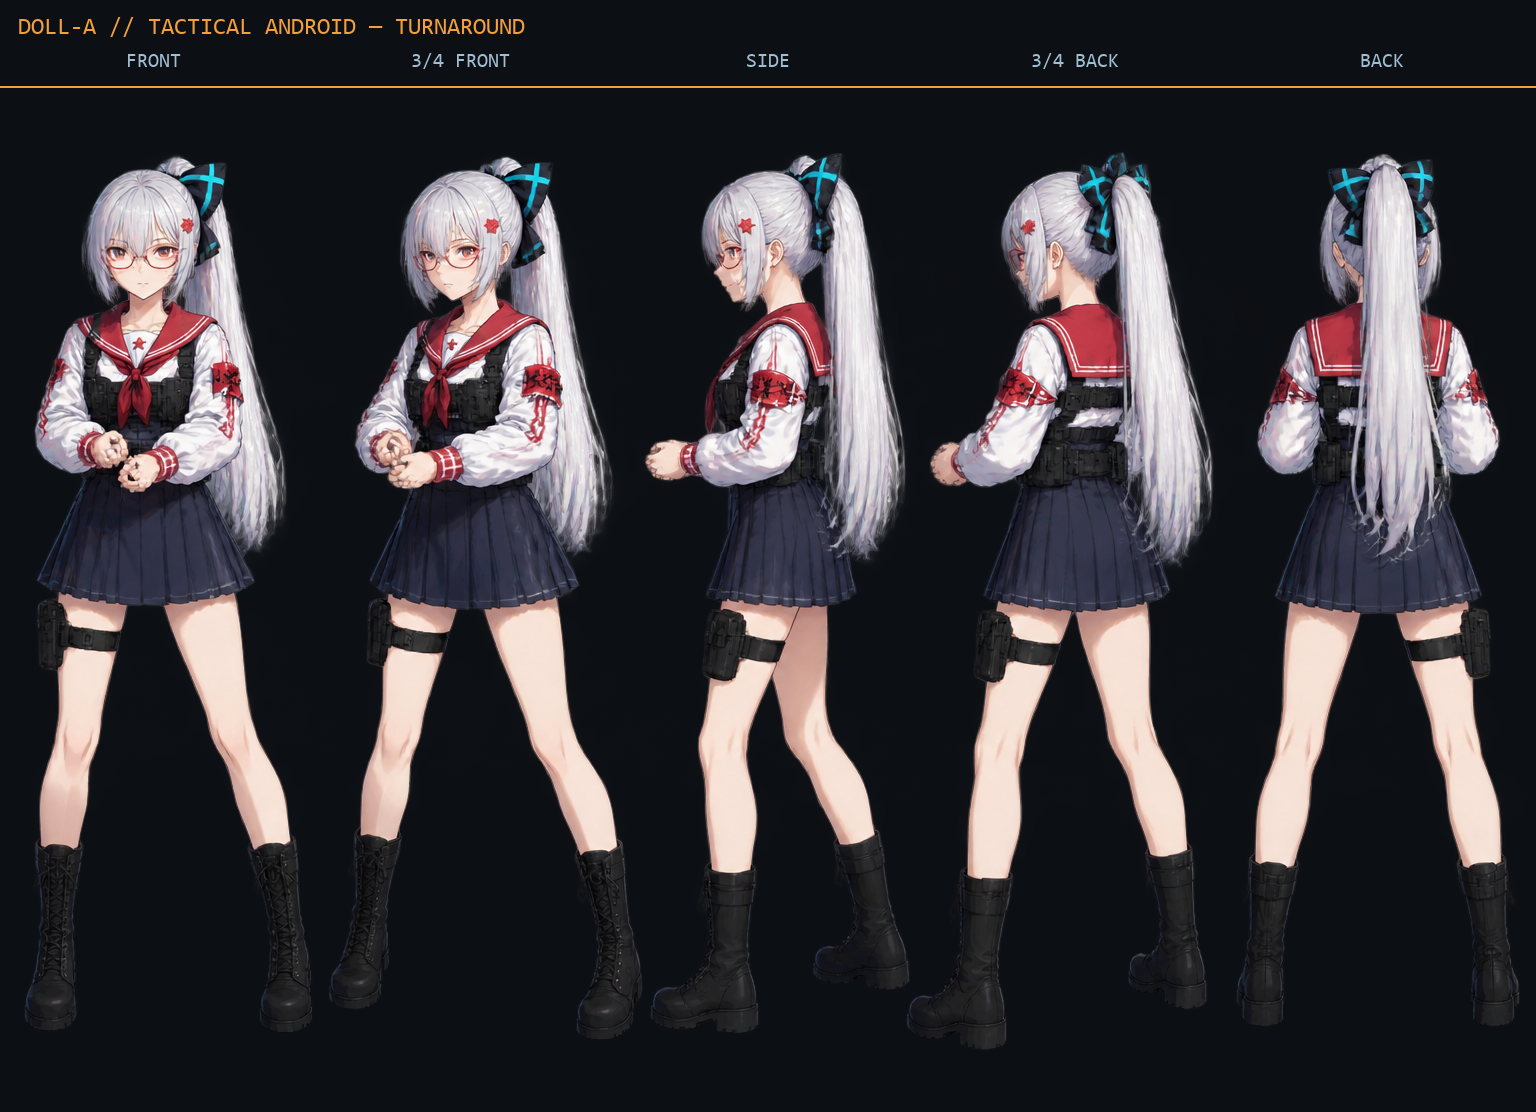 DOLL-A // TACTICAL ANDROID — TURNAROUND
FRONT
3/4 FRONT
SIDE
3/4 BACK
BACK